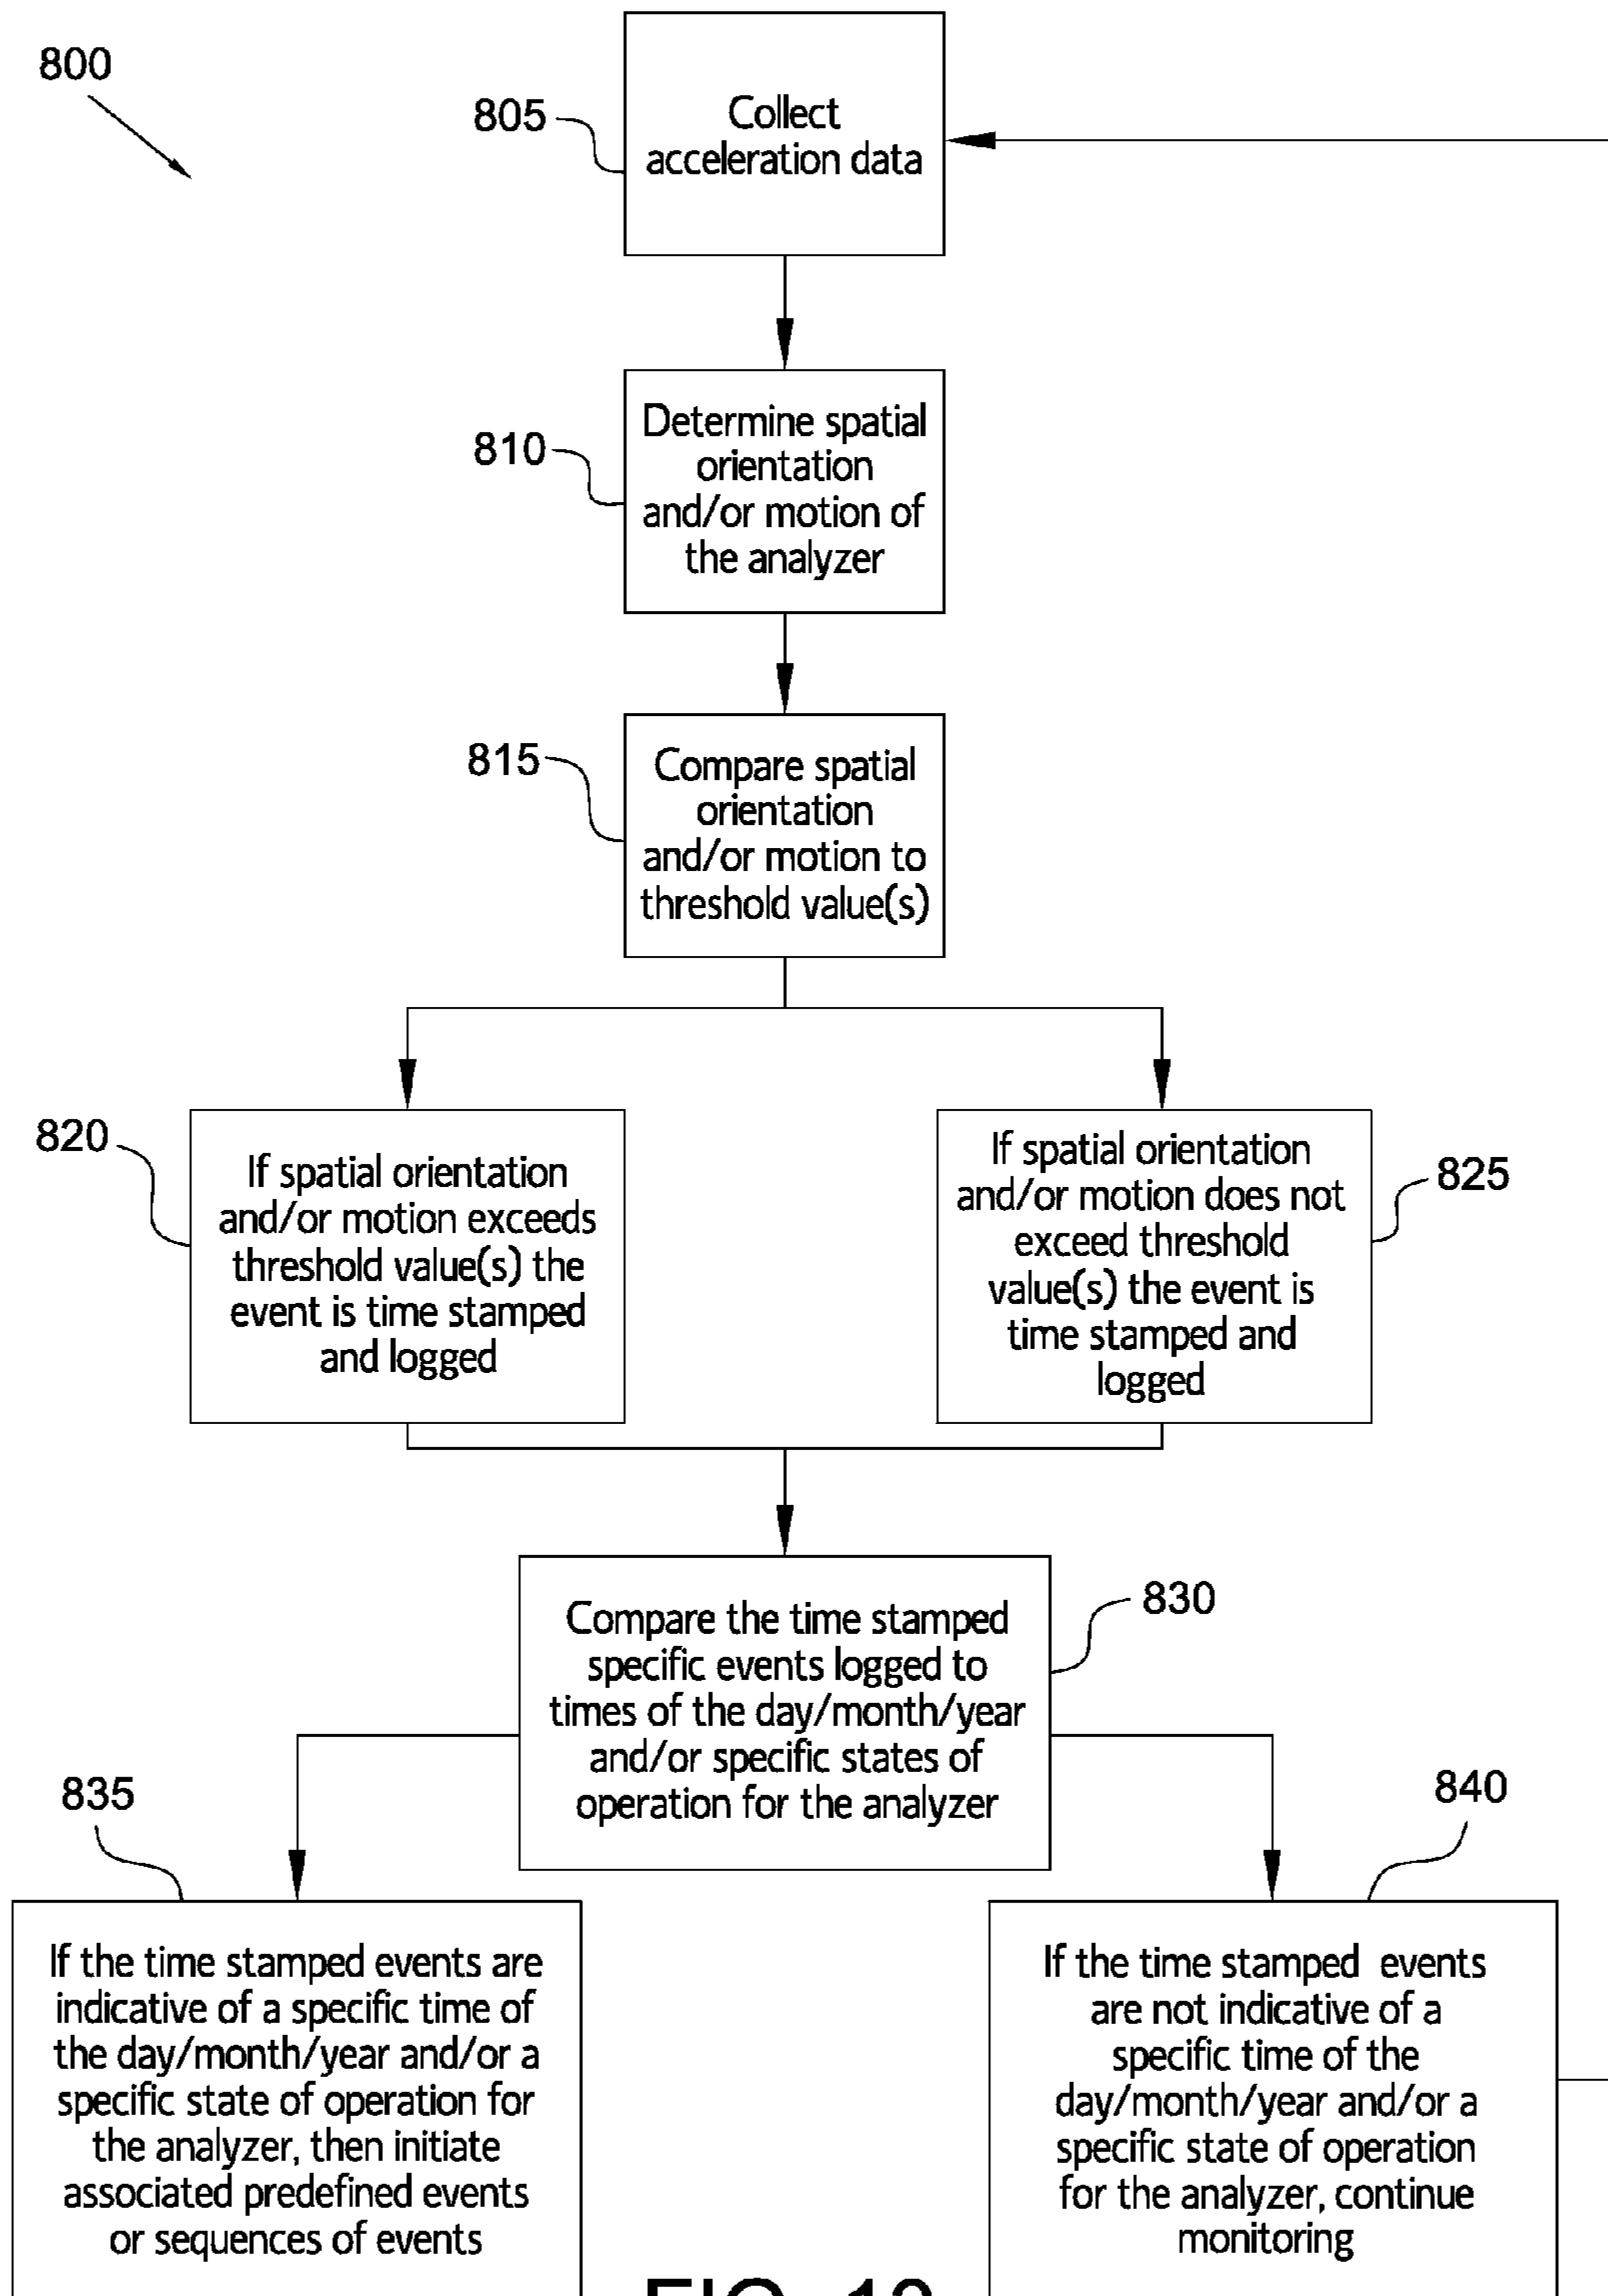 800
805
Collect
acceleration data
810
Determine spatial
orientation
and/or motion of
the analyzer
815
Compare spatial
orientation
and/or motion to
threshold value(s)
820
If spatial orientation
and/or motion exceeds
threshold value(s) the
event is time stamped
and logged
If spatial orientation
and/or motion does not
exceed threshold
value(s) the event is
time stamped and
logged
825
Compare the time stamped
specific events logged to
times of the day/month/year
and/or specific states of
operation for the analyzer
830
835
If the time stamped events are
indicative of a specific time of
the day/month/year and/or a
specific state of operation for
the analyzer, then initiate
associated predefined events
or sequences of events
840
If the time stamped events
are not indicative of a
specific time of the
day/month/year and/or a
specific state of operation
for the analyzer, continue
monitoring